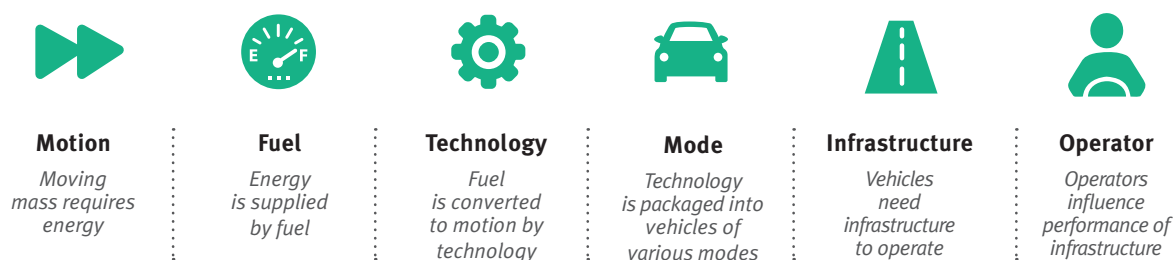 E F
Motion
Moving
mass requires
energy
Fuel
Energy
is supplied
by fuel
Technology
Fuel
is converted
to motion by
technology
Mode
Technology
is packaged into
vehicles of
various modes
Infrastructure
Vehicles
need
infrastructure
to operate
Operator
Operators
influence
performance of
infrastructure